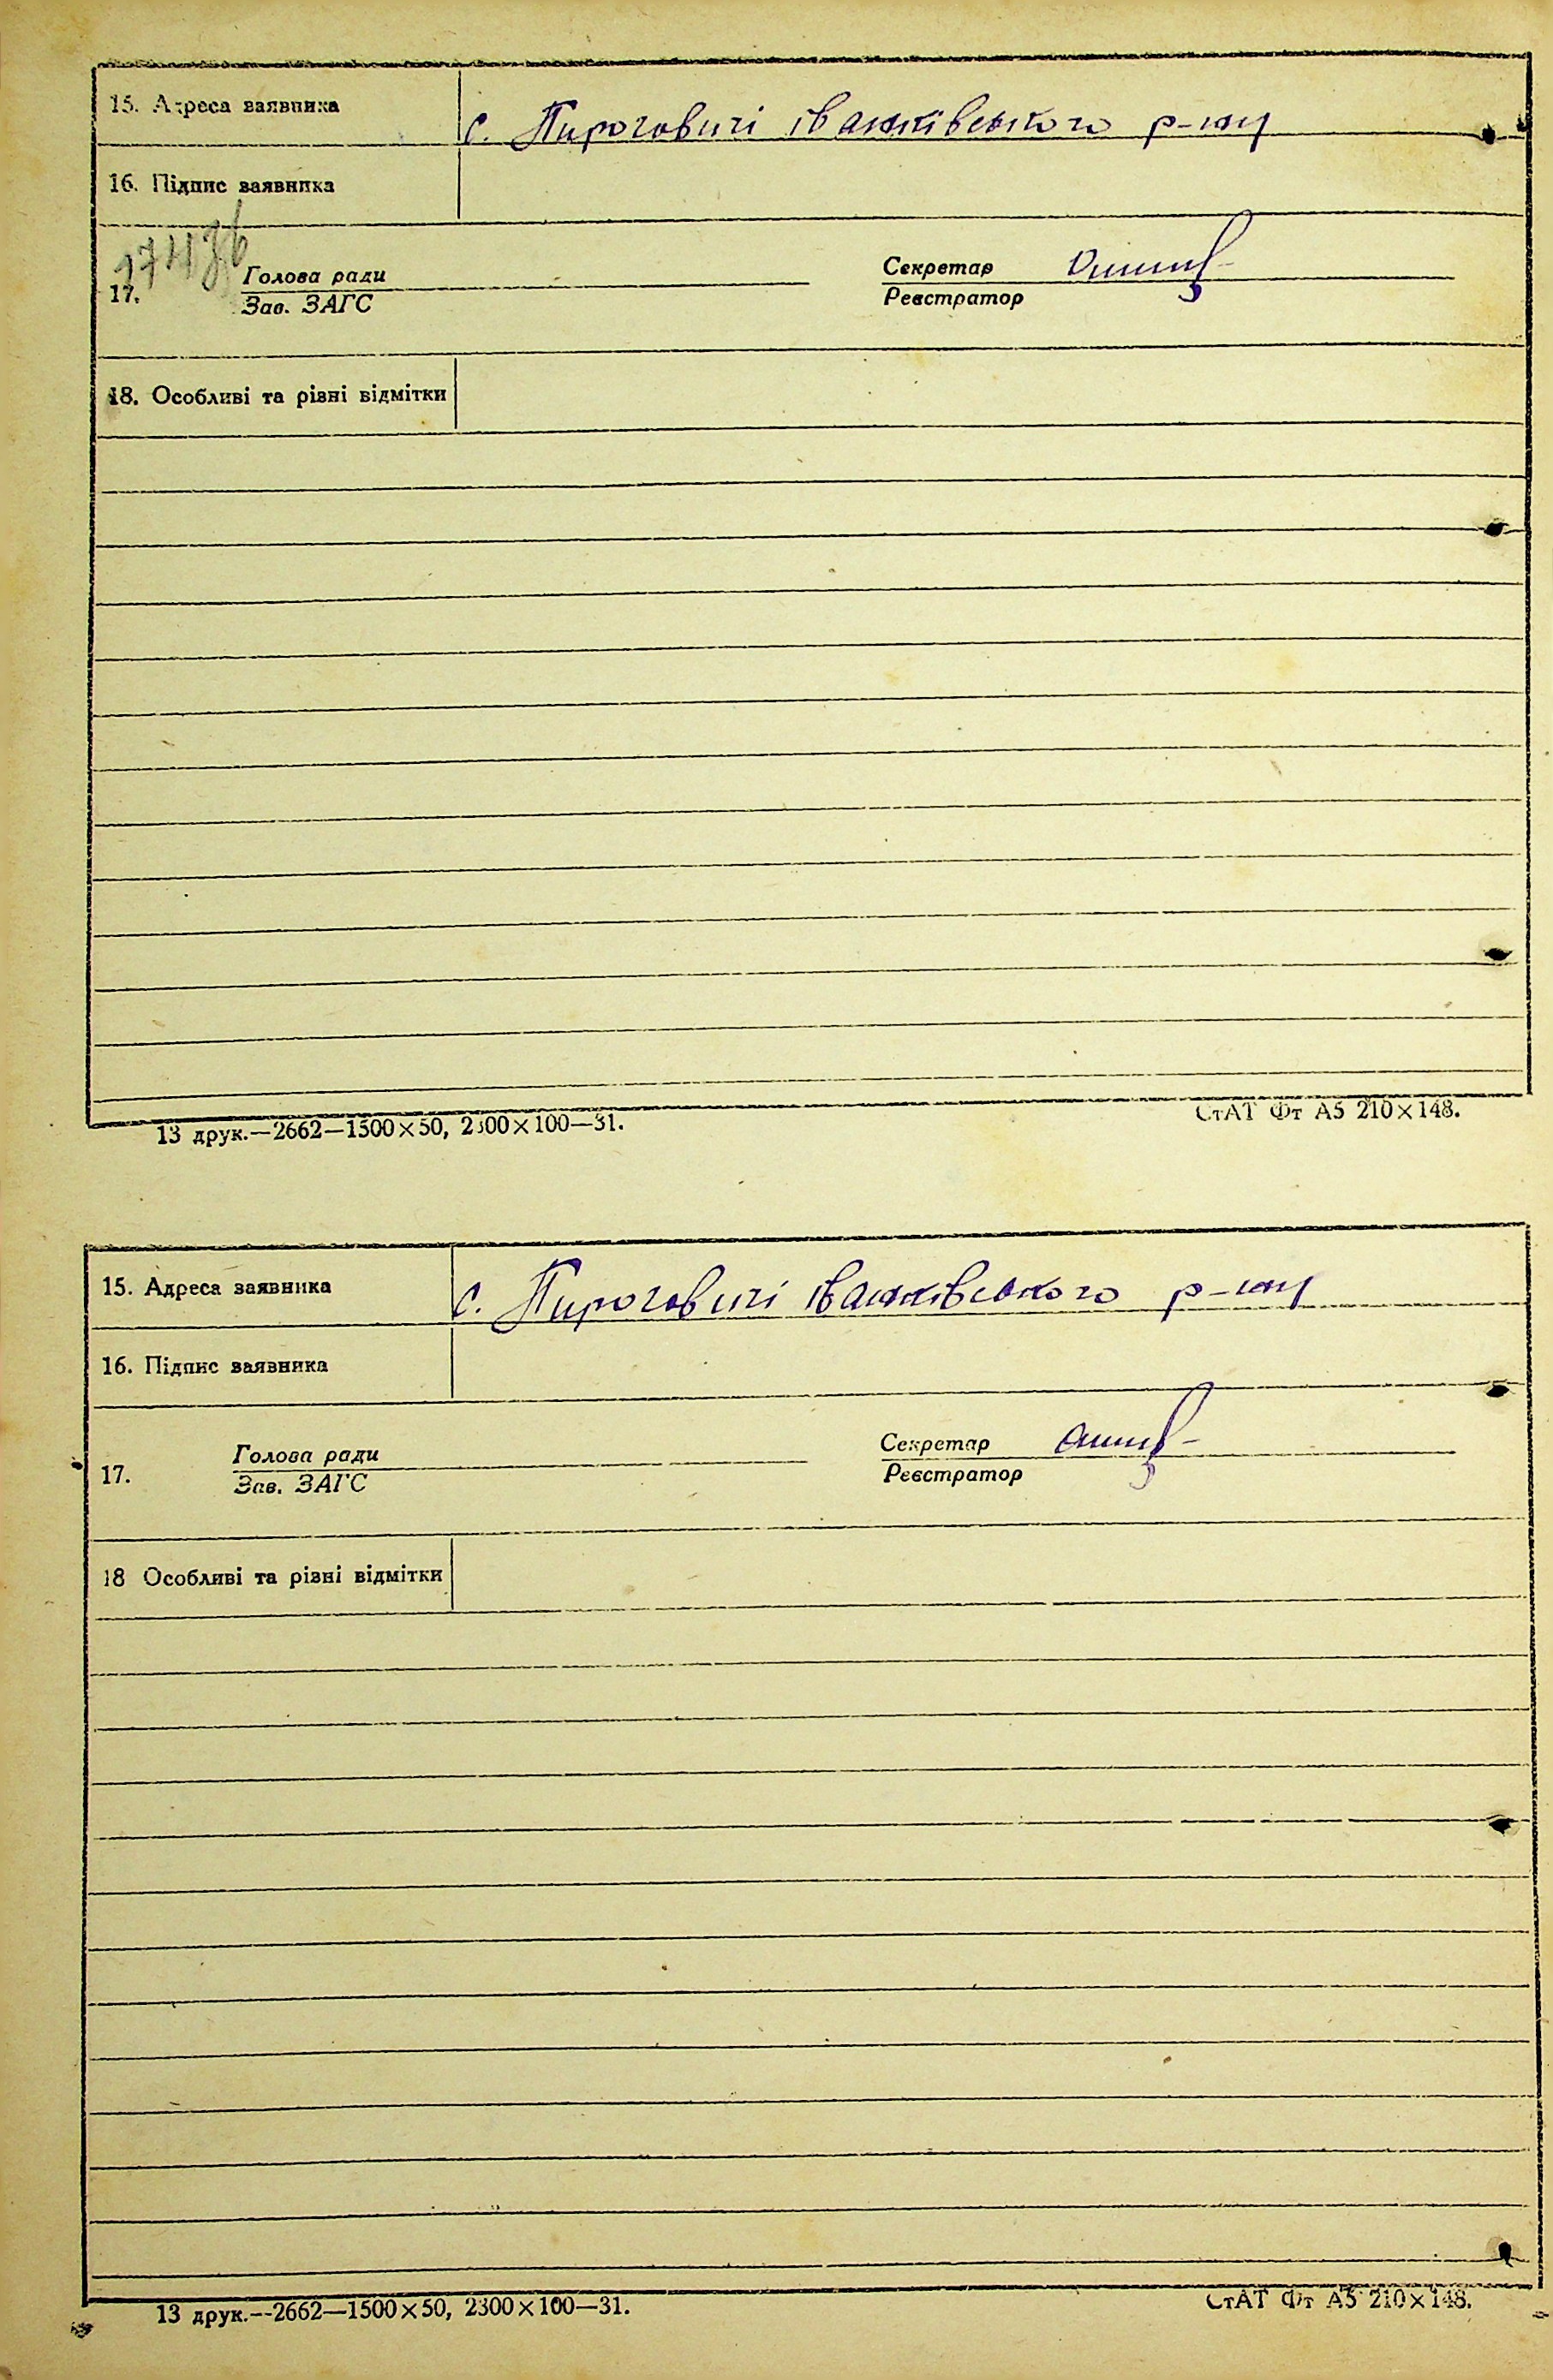 15. Адреса заявника с. Пироговичі іванківського р-ну
16. Підпис заявника
17. Голова ради Секретар
Зав. ЗАГС Реєстратор
18. Особливі та різні відмітки
13 друк.—2662—1500×50, 2300×100—31. СтАТ Фт А5 210×148.
15. Адреса заявника с. Пироговичі іванківського р-ну
16. Підпис заявника
17. Голова ради Секретар
Зав. ЗАГС Реєстратор
18 Особливі та різні відмітки
13 друк.—2662—1500×50, 2300×100—31. СтАТ Фт А5 210×148.